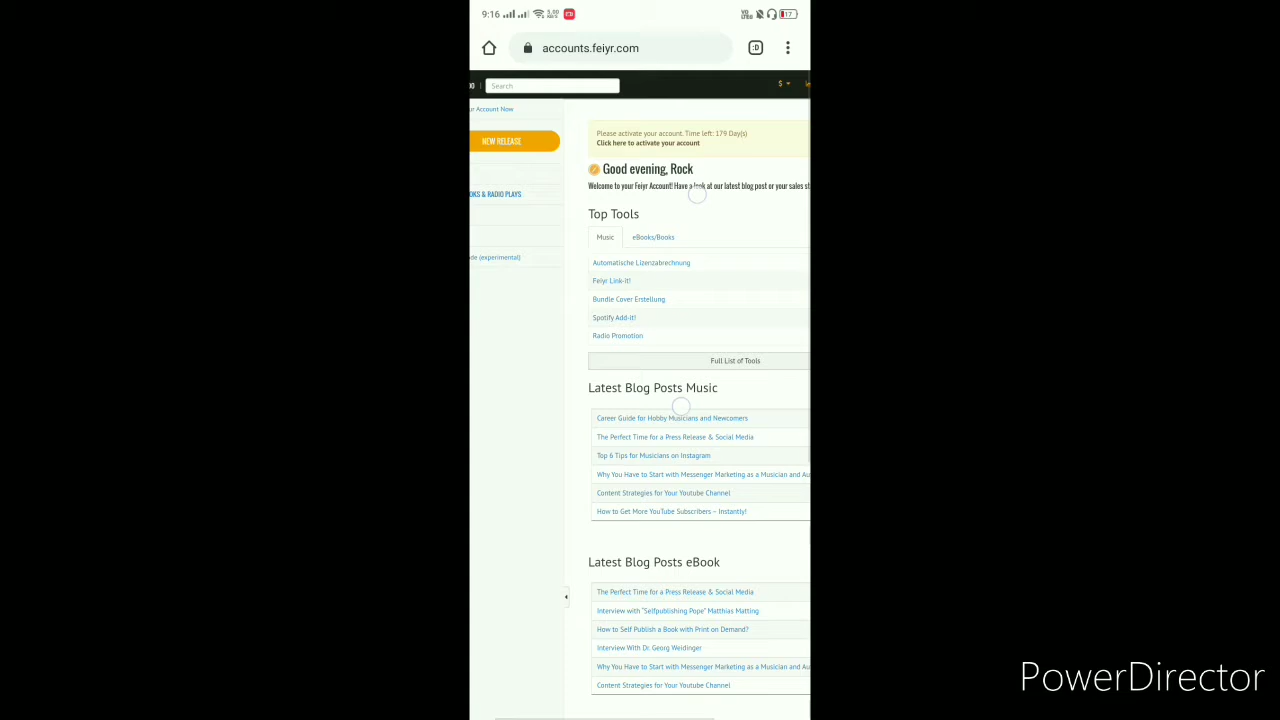 9:16
5.00
KB/S
VO
LTE
17
accounts.feiyr.com
:D
Search
$
ur Account Now
NEW RELEASE
OKS & RADIO PLAYS
de (experimental)
Please activate your account. Time left: 179 Day(s)
Click here to activate your account
Good evening, Rock
Welcome to your Feiyr Account! Have a look at our latest blog post or your sales st
Top Tools
Music
eBooks/Books
Automatische Lizenzabrechnung
Feiyr Link-it!
Bundle Cover Erstellung
Spotify Add-it!
Radio Promotion
Full List of Tools
Latest Blog Posts Music
Career Guide for Hobby Musicians and Newcomers
The Perfect Time for a Press Release & Social Media
Top 6 Tips for Musicians on Instagram
Why You Have to Start with Messenger Marketing as a Musician and Au
Content Strategies for Your Youtube Channel
How to Get More YouTube Subscribers – Instantly!
Latest Blog Posts eBook
The Perfect Time for a Press Release & Social Media
Interview with "Selfpublishing Pope" Matthias Matting
How to Self Publish a Book with Print on Demand?
Interview With Dr. Georg Weidinger
Why You Have to Start with Messenger Marketing as a Musician and Au
Content Strategies for Your Youtube Channel
PowerDirector